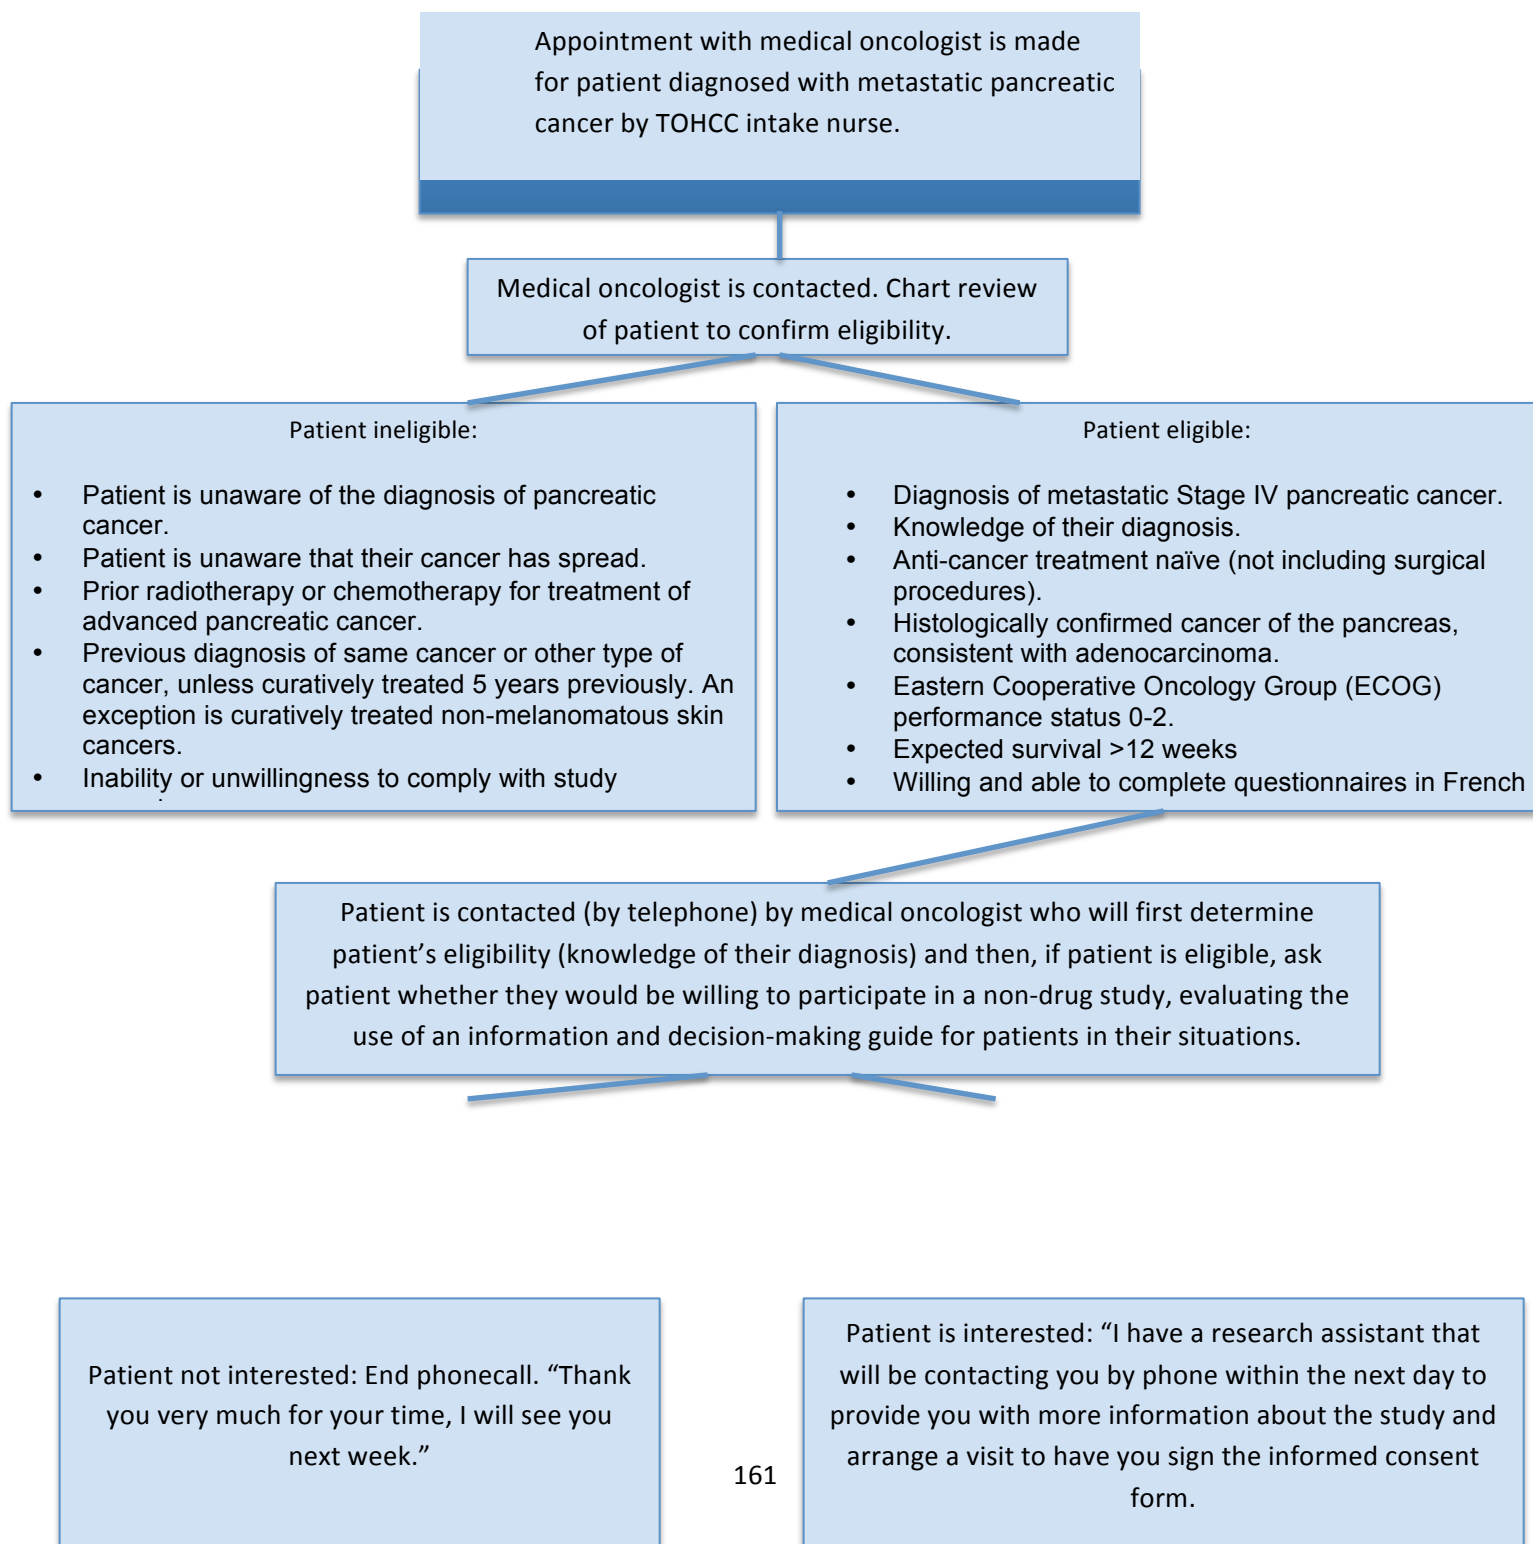 Appointment with medical oncologist is made
for patient diagnosed with metastatic pancreatic
cancer by TOHCC intake nurse.
Medical oncologist is contacted. Chart review
of patient to confirm eligibility.
Patient ineligible:
• Patient is unaware of the diagnosis of pancreatic
cancer.
• Patient is unaware that their cancer has spread.
• Prior radiotherapy or chemotherapy for treatment of
advanced pancreatic cancer.
• Previous diagnosis of same cancer or other type of
cancer, unless curatively treated 5 years previously. An
exception is curatively treated non-melanomatous skin
cancers.
• Inability or unwillingness to comply with study
Patient eligible:
• Diagnosis of metastatic Stage IV pancreatic cancer.
• Knowledge of their diagnosis.
• Anti-cancer treatment naïve (not including surgical
procedures).
• Histologically confirmed cancer of the pancreas,
consistent with adenocarcinoma.
• Eastern Cooperative Oncology Group (ECOG)
performance status 0-2.
• Expected survival >12 weeks
• Willing and able to complete questionnaires in French
Patient is contacted (by telephone) by medical oncologist who will first determine
patient’s eligibility (knowledge of their diagnosis) and then, if patient is eligible, ask
patient whether they would be willing to participate in a non-drug study, evaluating the
use of an information and decision-making guide for patients in their situations.
Patient not interested: End phonecall. “Thank
you very much for your time, I will see you
next week.”
Patient is interested: “I have a research assistant that
will be contacting you by phone within the next day to
provide you with more information about the study and
arrange a visit to have you sign the informed consent
form.
161